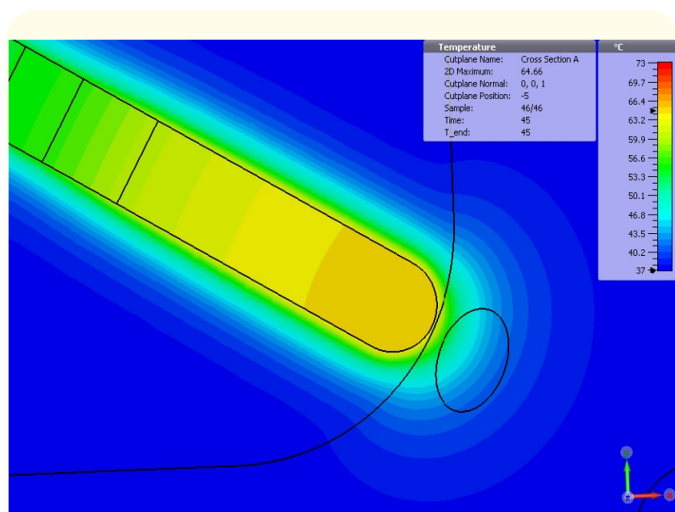 Temperature
Cutplane Name: Cross Section A
2D Maximum: 64.66
Cutplane Normal: 0, 0, 1
Cutplane Position: -5
Sample: 46/46
Time: 45
T_end: 45
°C
73
69.7
66.4
63.2
59.9
56.6
53.3
50.1
46.8
43.5
40.2
37